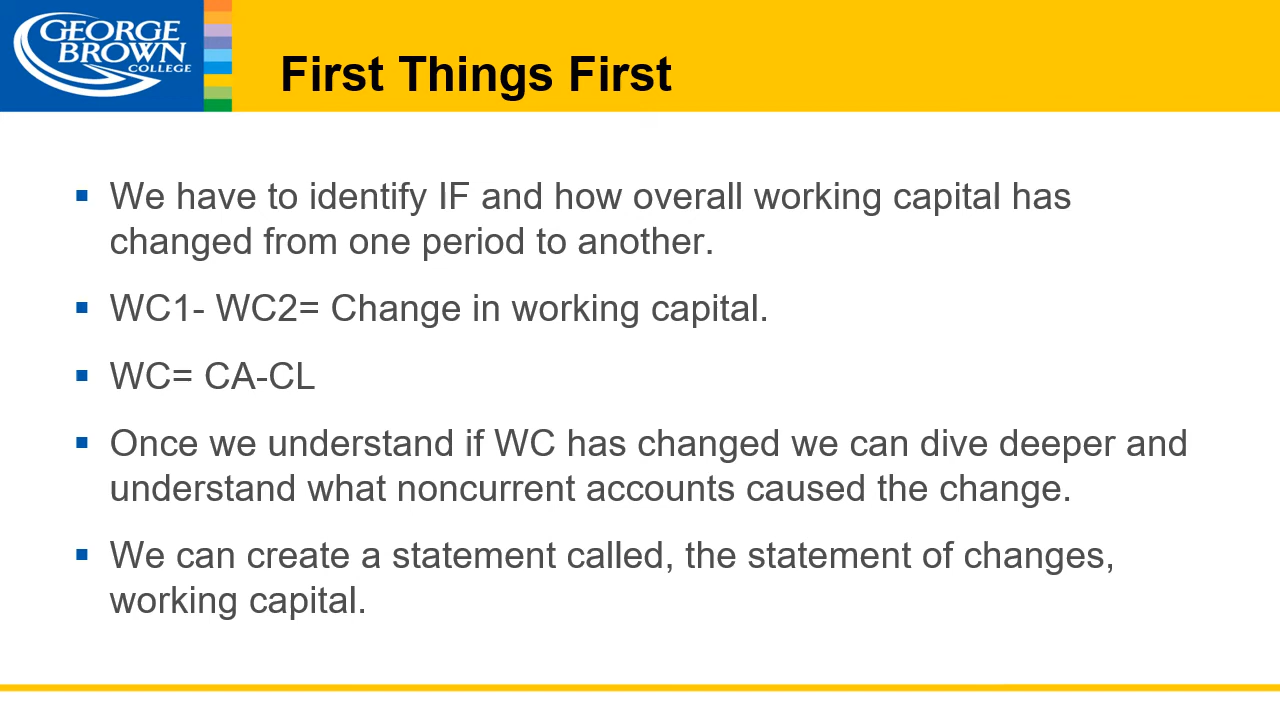 GEORGE
BROWN
COLLEGE
First Things First
We have to identify IF and how overall working capital has
changed from one period to another.
WC1- WC2= Change in working capital.
WC= CA-CL
Once we understand if WC has changed we can dive deeper and
understand what noncurrent accounts caused the change.
We can create a statement called, the statement of changes,
working capital.